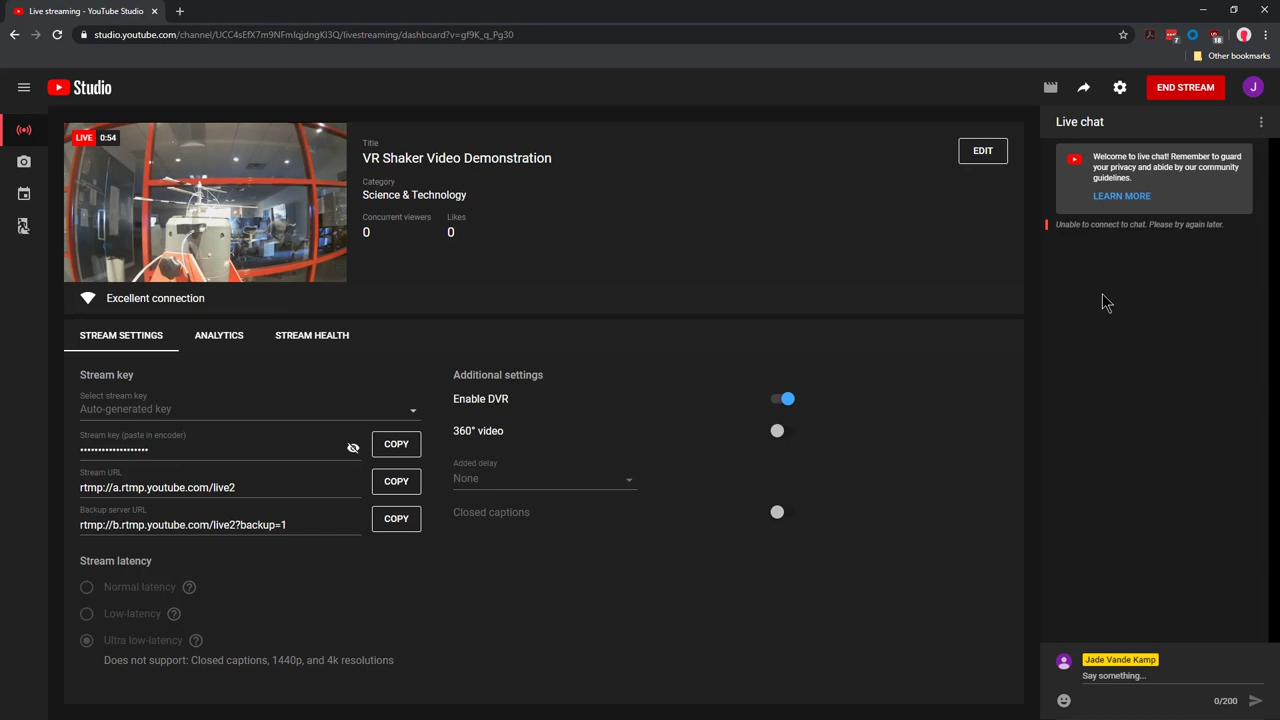 Live streaming - YouTube Studio
studio.youtube.com/channel/UCC4sEfX7m9NFmIqjdngKI3Q/livestreaming/dashboard?v=gf9K_q_Pg30
7
18
Other bookmarks
Studio
END STREAM
J
LIVE 0:54
Title
VR Shaker Video Demonstration
EDIT
Category
Science & Technology
Concurrent viewers Likes
0 0
Excellent connection
STREAM SETTINGS ANALYTICS STREAM HEALTH
Stream key
Select stream key
Auto-generated key
Stream key (paste in encoder)
•••••••••••••••••••
COPY
Stream URL
rtmp://a.rtmp.youtube.com/live2
COPY
Backup server URL
rtmp://b.rtmp.youtube.com/live2?backup=1
COPY
Stream latency
Normal latency
Low-latency
Ultra low-latency
Does not support: Closed captions, 1440p, and 4k resolutions
Additional settings
Enable DVR
360° video
Added delay
None
Closed captions
Live chat
Welcome to live chat! Remember to guard
your privacy and abide by our community
guidelines.
LEARN MORE
Unable to connect to chat. Please try again later.
Jade Vande Kamp
Say something...
0/200